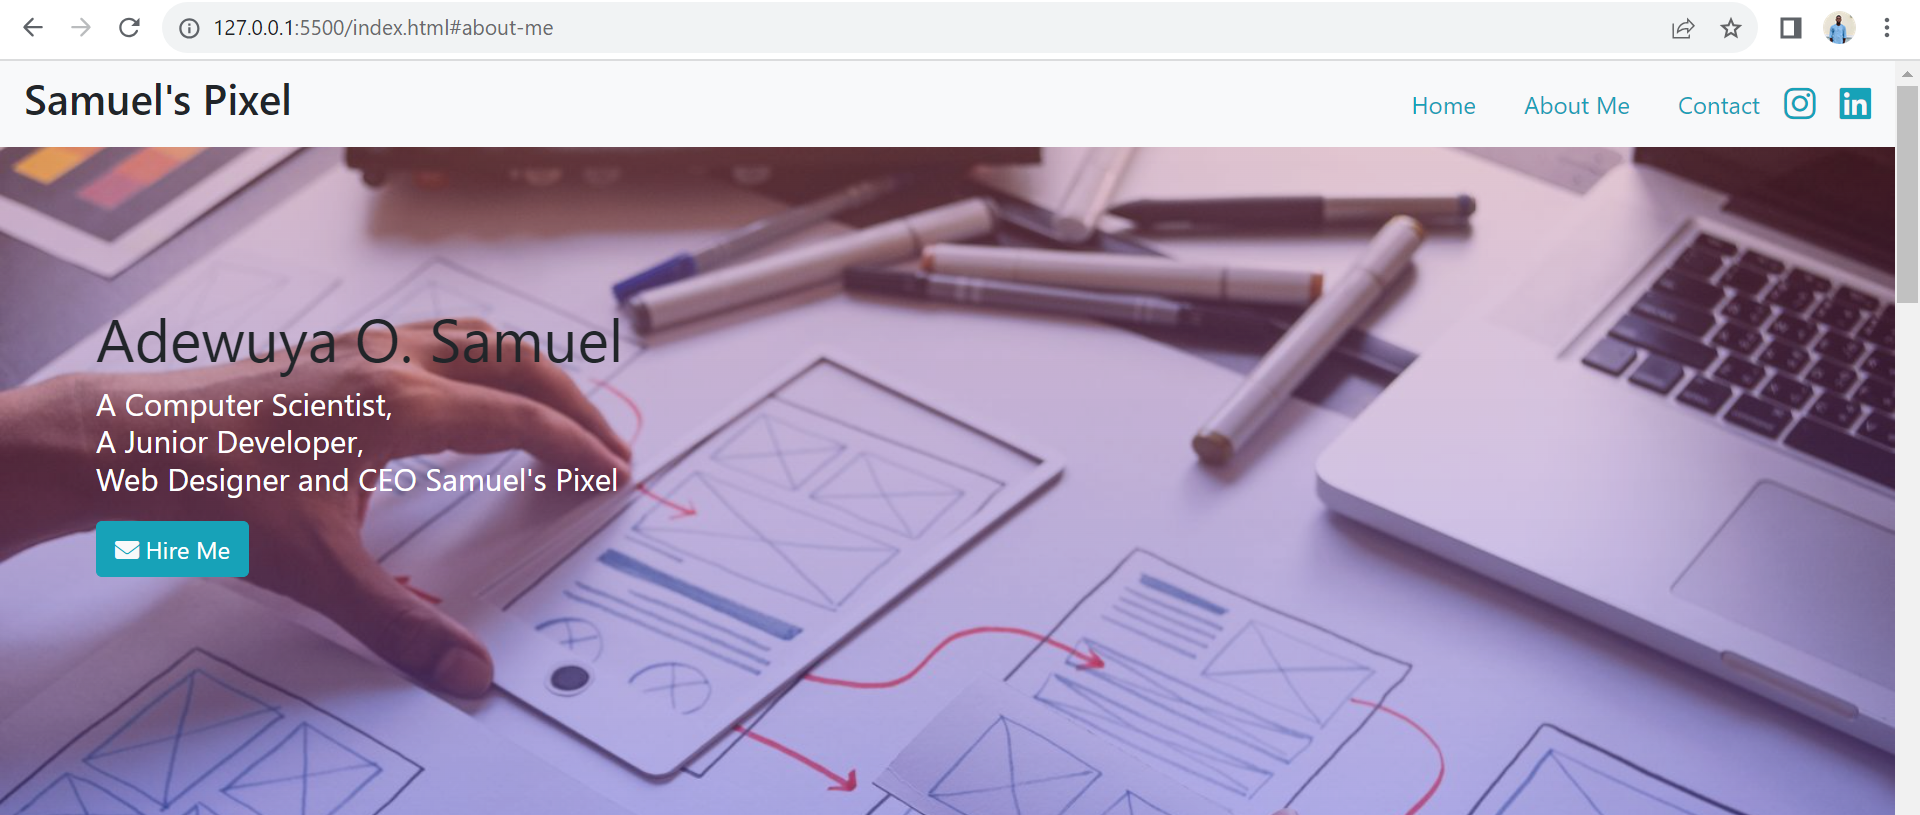 127.0.0.1:5500/index.html#about-me
Samuel's Pixel
Home About Me Contact
Adewuya O. Samuel
A Computer Scientist,
A Junior Developer,
Web Designer and CEO Samuel's Pixel
Hire Me